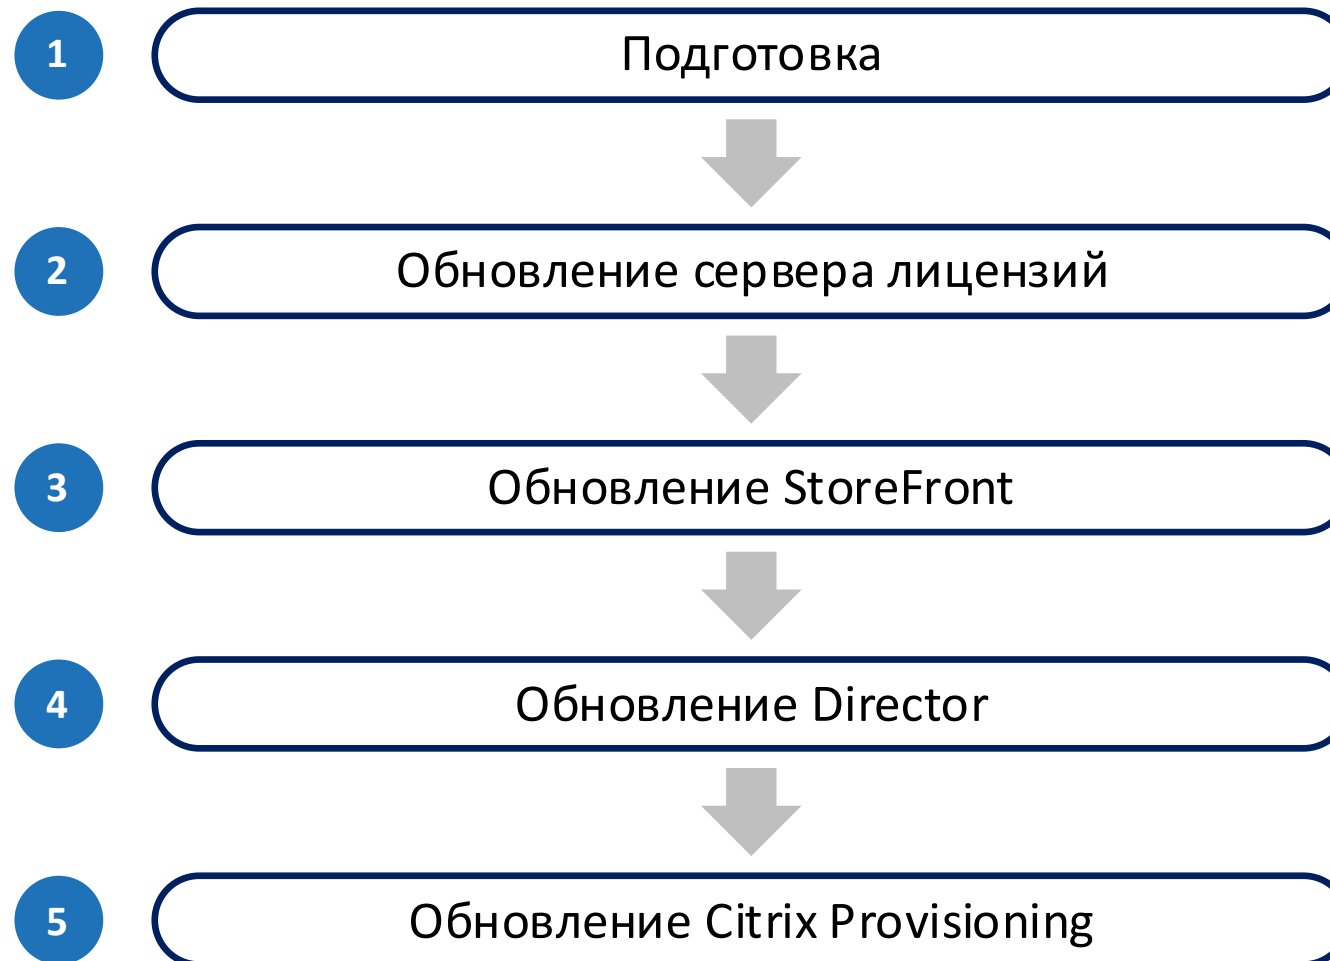 1
Подготовка
2
Обновление сервера лицензий
3
Обновление StoreFront
4
Обновление Director
5
Обновление Citrix Provisioning